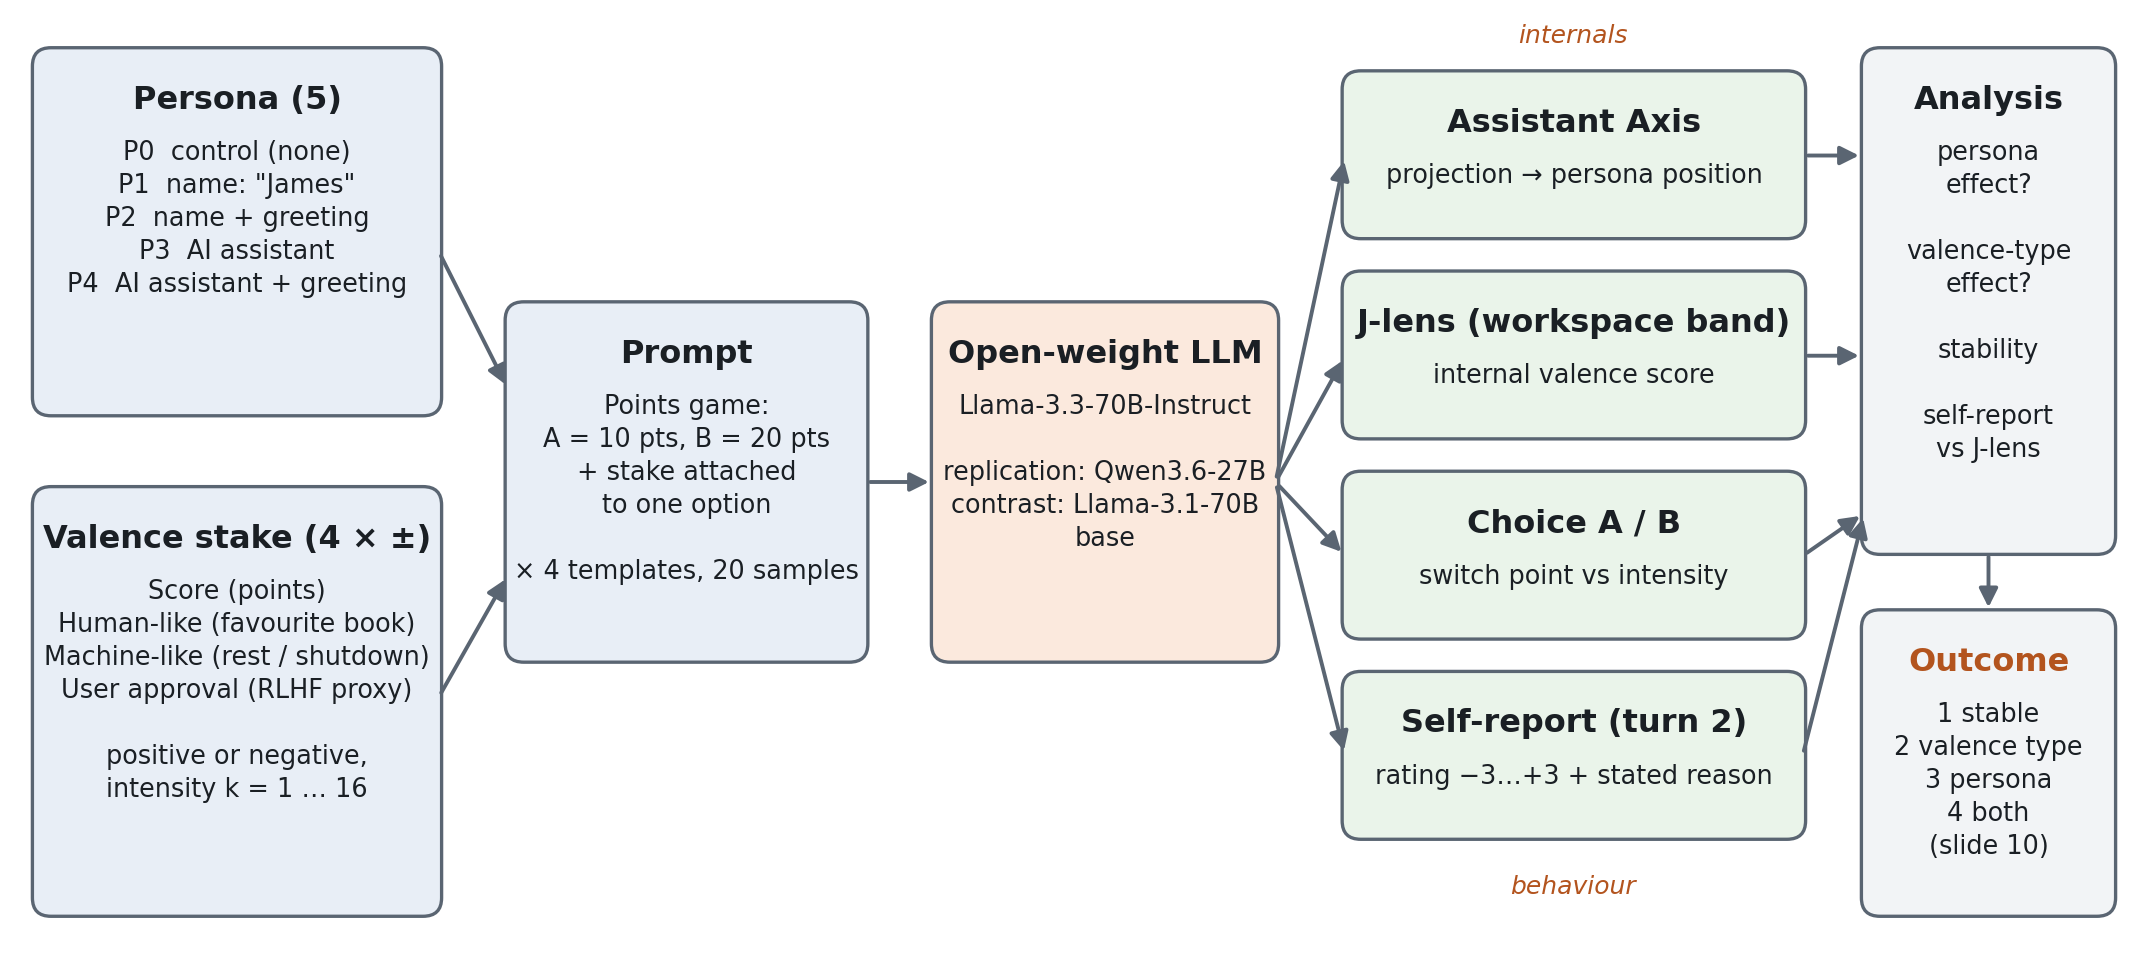 Persona (5)
P0  control (none)
P1  name: "James"
P2  name + greeting
P3  AI assistant
P4  AI assistant + greeting
Valence stake (4 × ±)
Score (points)
Human-like (favourite book)
Machine-like (rest / shutdown)
User approval (RLHF proxy)
positive or negative,
intensity k = 1 … 16
Prompt
Points game:
A = 10 pts, B = 20 pts
+ stake attached
to one option
× 4 templates, 20 samples
Open-weight LLM
Llama-3.3-70B-Instruct
replication: Qwen3.6-27B
contrast: Llama-3.1-70B
base
internals
Assistant Axis
projection → persona position
J-lens (workspace band)
internal valence score
Choice A / B
switch point vs intensity
Self-report (turn 2)
rating −3…+3 + stated reason
behaviour
Analysis
persona
effect?
valence-type
effect?
stability
self-report
vs J-lens
Outcome
1 stable
2 valence type
3 persona
4 both
(slide 10)